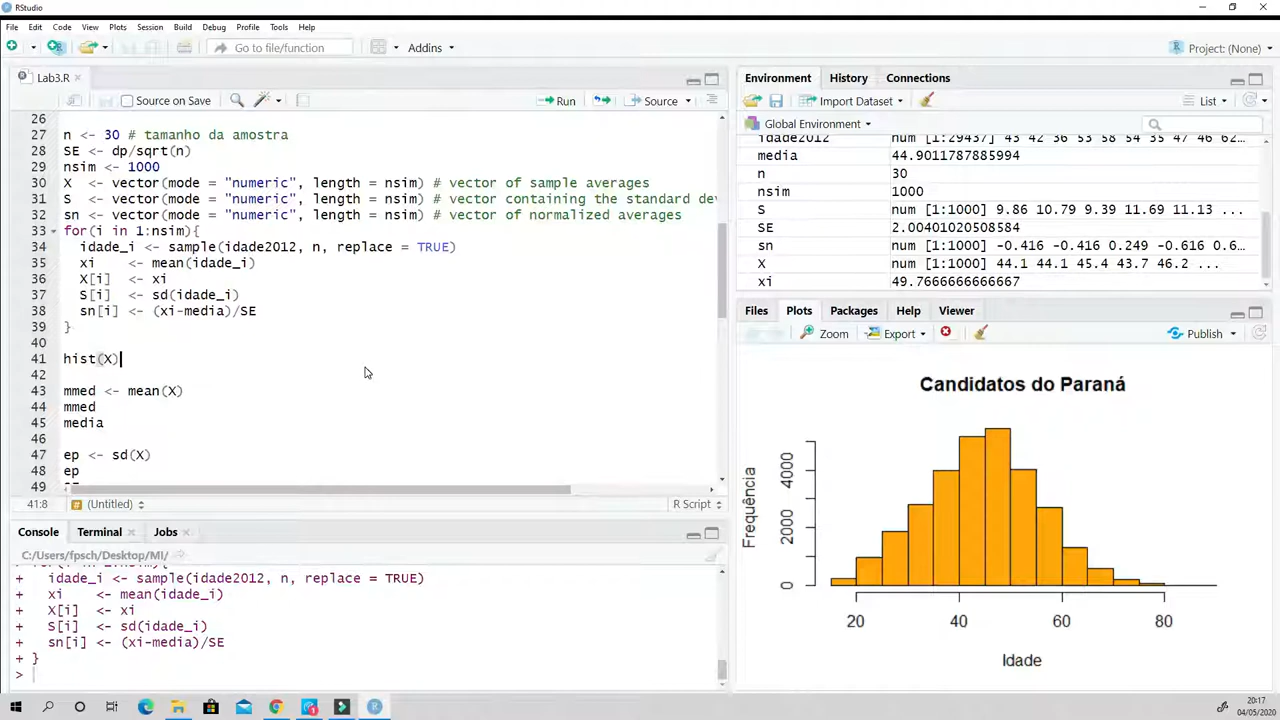 RStudio
File Edit Code View Plots Session Build Debug Profile Tools Help
Go to file/function Addins Project: (None)
Lab3.R
Source on Save Run Source
26
27 n <- 30 # tamanho da amostra
28 SE <- dp/sqrt(n)
29 nsim <- 1000
30 X <- vector(mode = "numeric", length = nsim) # vector of sample averages
31 S <- vector(mode = "numeric", length = nsim) # vector containing the standard dev
32 sn <- vector(mode = "numeric", length = nsim) # vector of normalized averages
33 for(i in 1:nsim){
34 idade_i <- sample(idade2012, n, replace = TRUE)
35 xi <- mean(idade_i)
36 X[i] <- xi
37 S[i] <- sd(idade_i)
38 sn[i] <- (xi-media)/SE
39 }
40
41 hist(X)
42
43 mmed <- mean(X)
44 mmed
45 media
46
47 ep <- sd(X)
48 ep
49
41:8 (Untitled) R Script
Console Terminal Jobs
C:/Users/fpsch/Desktop/MI/
+ idade_i <- sample(idade2012, n, replace = TRUE)
+ xi <- mean(idade_i)
+ X[i] <- xi
+ S[i] <- sd(idade_i)
+ sn[i] <- (xi-media)/SE
+ }
>
Environment History Connections
Import Dataset List
Global Environment
idade2012 num [1:29437] 43 42 36 53 58 54 35 47 46 62…
media 44.9011787885994
n 30
nsim 1000
S num [1:1000] 9.86 10.79 9.39 11.69 11.13 ...
SE 2.00401020508584
sn num [1:1000] -0.416 -0.416 0.249 -0.616 0.6…
X num [1:1000] 44.1 44.1 45.4 43.7 46.2 ...
xi 49.7666666666667
Files Plots Packages Help Viewer
Zoom Export Publish
Candidatos do Paraná
Frequência
0 2000 4000
20 40 60 80
Idade
20:17
04/05/2020